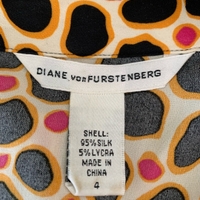 DIANE VON FURSTENBERG
SHELL:
95%SILK
5%LYCRA
MADE IN
CHINA
4